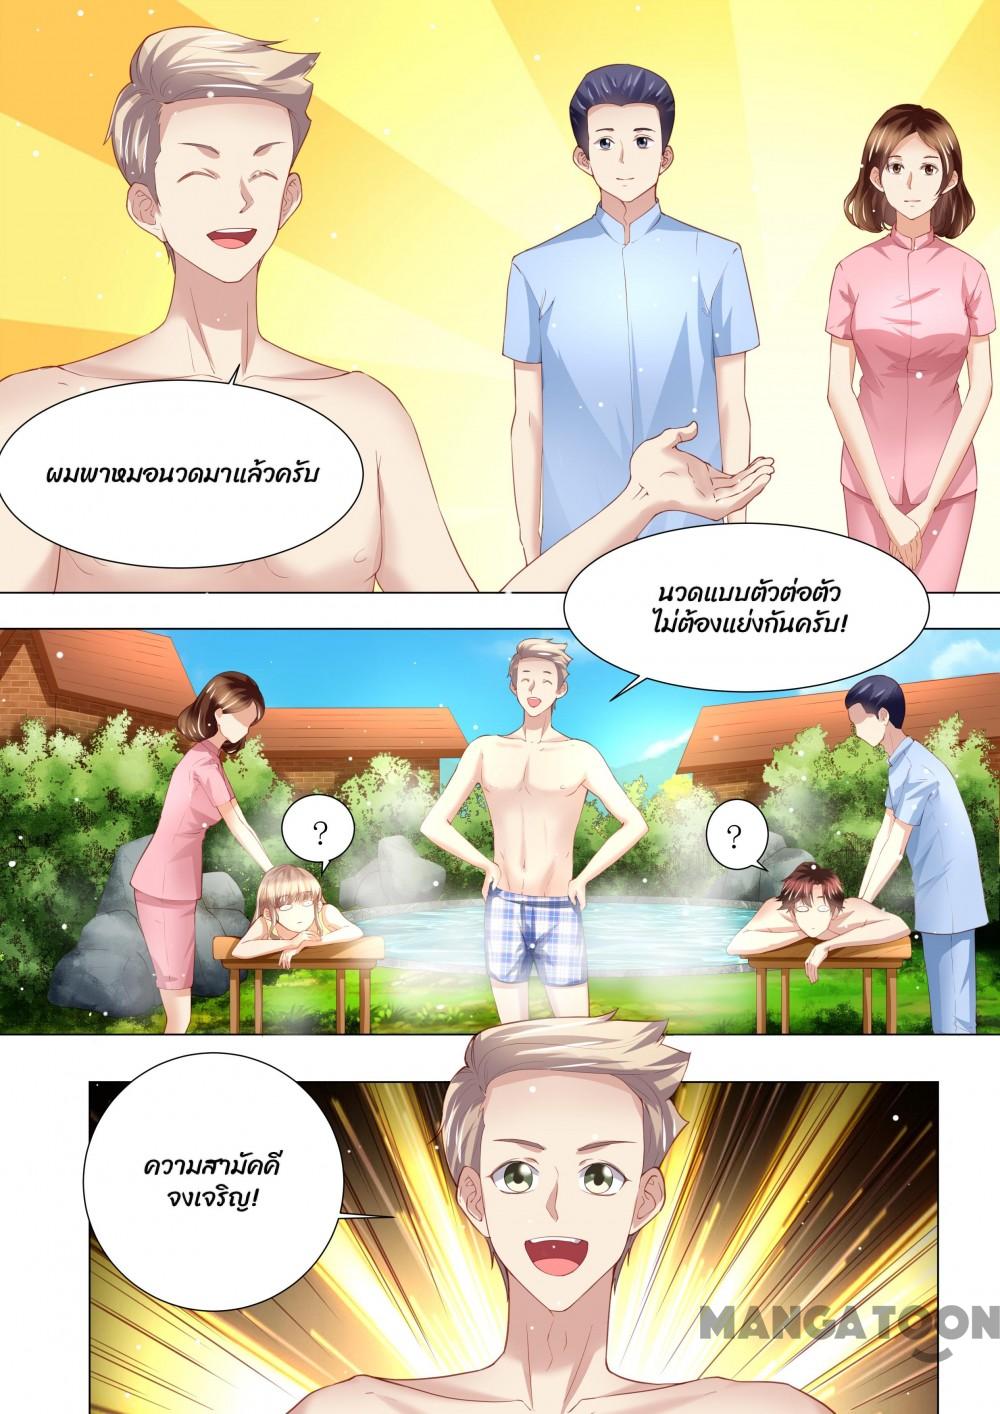 ผมพาหมอนวดมาแล้วครับ
นวดแบบตัวต่อตัว
ไม่ต้องแย่งกันครับ!
?
?
ความสามัคคี
จงเจริญ!
MANGATOON